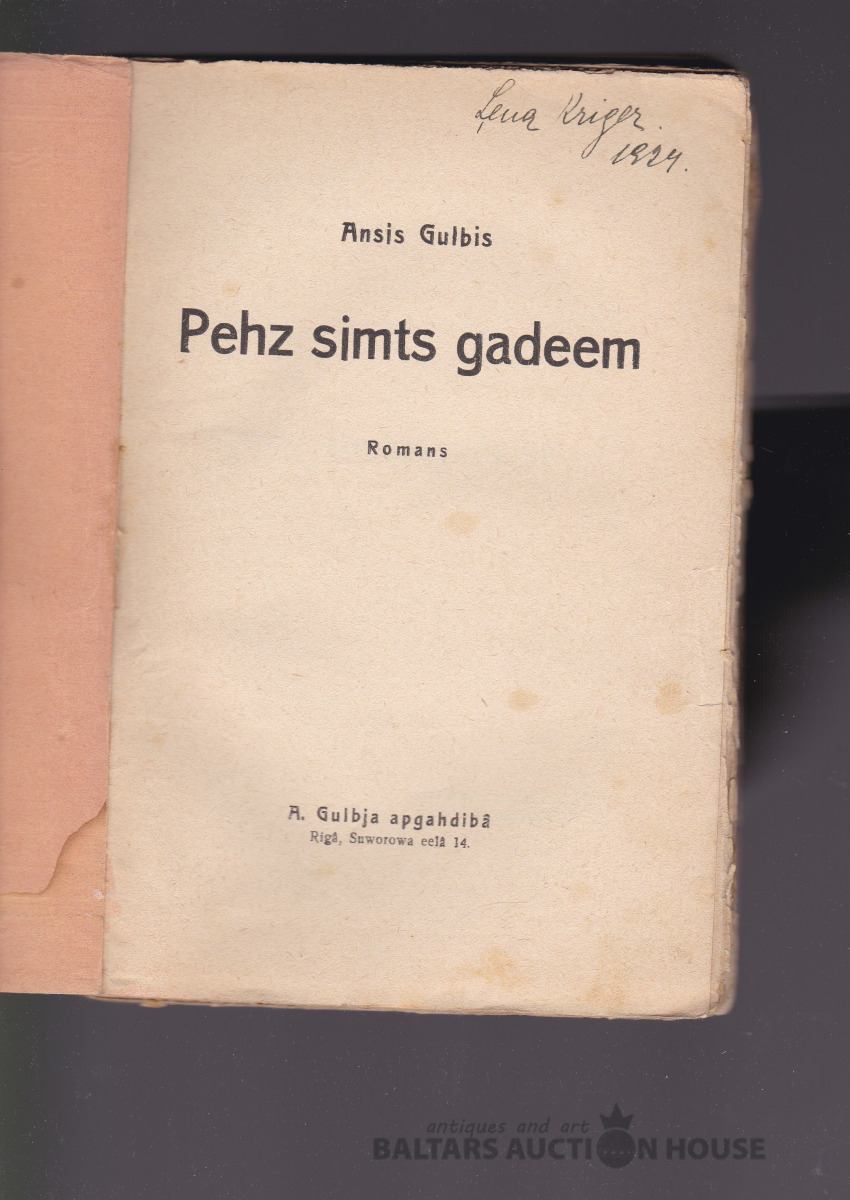 Ļena Kriger.
1924.
Ansis Gulbis
Pehz simts gadeem
Romans
A. Gulbja apgahdibâ
Rigâ, Suworowa eelâ 14.
antiques and art
BALTARS AUCTION HOUSE